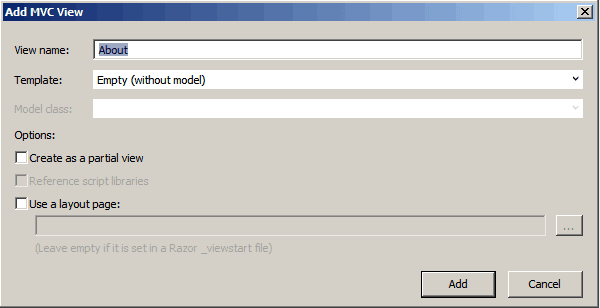 Add MVC View
View name: About
Template: Empty (without model)
Model class:
Options:
Create as a partial view
Reference script libraries
Use a layout page:
...
(Leave empty if it is set in a Razor _viewstart file)
Add Cancel